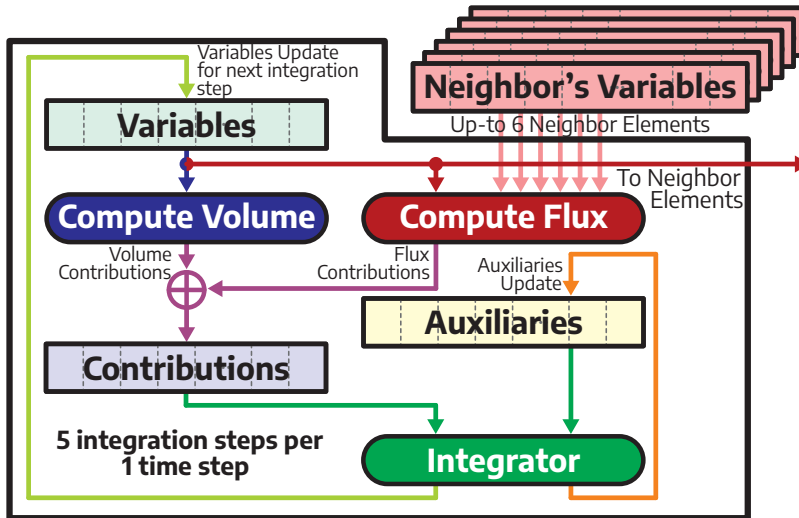 Variables Update
for next integration
step
Neighbor's Variables
Up-to 6 Neighbor Elements
Variables
To Neighbor
Elements
Compute Volume
Compute Flux
Volume
Contributions
Flux
Contributions
Auxiliaries
Update
Auxiliaries
Contributions
5 integration steps per
1 time step
Integrator